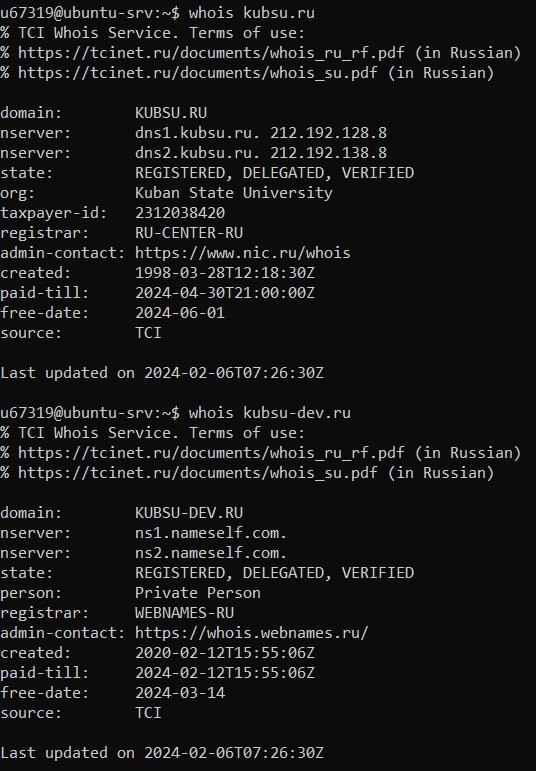 u67319@ubuntu-srv:~$ whois kubsu.ru
% TCI Whois Service. Terms of use:
% https://tcinet.ru/documents/whois_ru_rf.pdf (in Russian)
% https://tcinet.ru/documents/whois_su.pdf (in Russian)
domain:        KUBSU.RU
nserver:       dns1.kubsu.ru. 212.192.128.8
nserver:       dns2.kubsu.ru. 212.192.138.8
state:         REGISTERED, DELEGATED, VERIFIED
org:           Kuban State University
taxpayer-id:   2312038420
registrar:     RU-CENTER-RU
admin-contact: https://www.nic.ru/whois
created:       1998-03-28T12:18:30Z
paid-till:     2024-04-30T21:00:00Z
free-date:     2024-06-01
source:        TCI
Last updated on 2024-02-06T07:26:30Z
u67319@ubuntu-srv:~$ whois kubsu-dev.ru
% TCI Whois Service. Terms of use:
% https://tcinet.ru/documents/whois_ru_rf.pdf (in Russian)
% https://tcinet.ru/documents/whois_su.pdf (in Russian)
domain:        KUBSU-DEV.RU
nserver:       ns1.nameself.com.
nserver:       ns2.nameself.com.
state:         REGISTERED, DELEGATED, VERIFIED
person:        Private Person
registrar:     WEBNAMES-RU
admin-contact: https://whois.webnames.ru/
created:       2020-02-12T15:55:06Z
paid-till:     2024-02-12T15:55:06Z
free-date:     2024-03-14
source:        TCI
Last updated on 2024-02-06T07:26:30Z